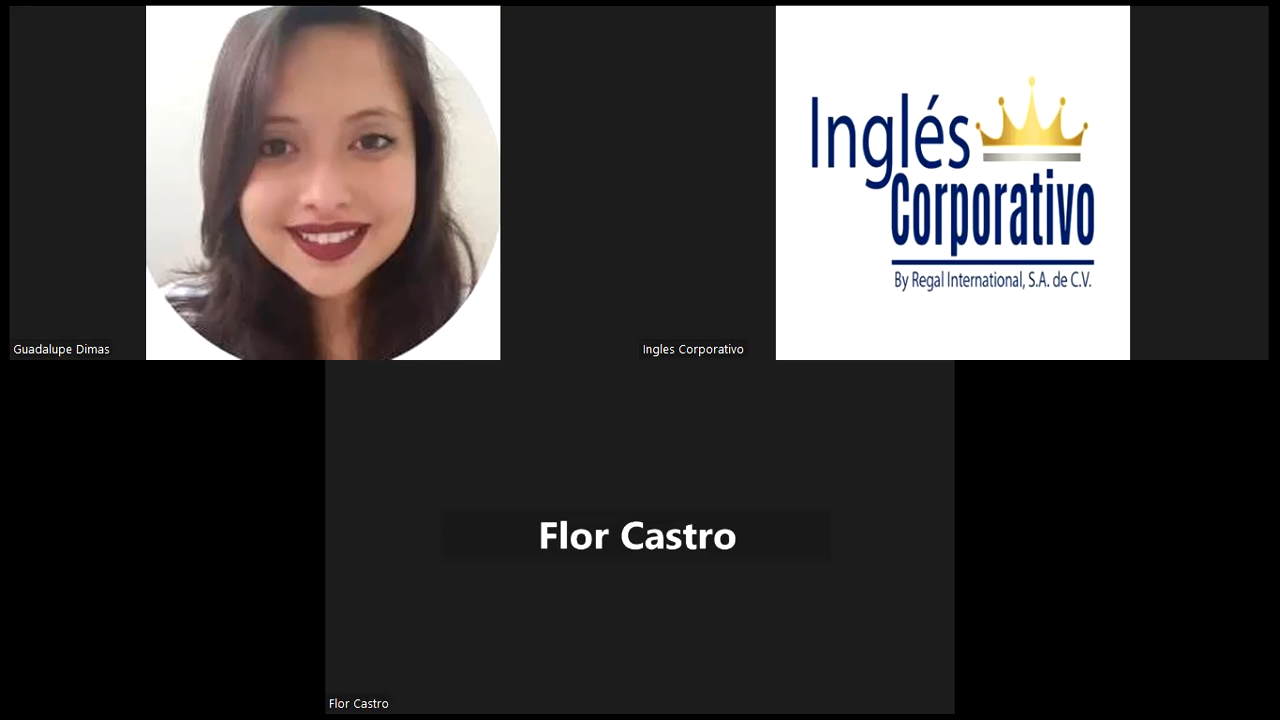 Guadalupe Dimas
Inglés
Corporativo
By Regal International, S.A. de C.V.
Ingles Corporativo
Flor Castro
Flor Castro